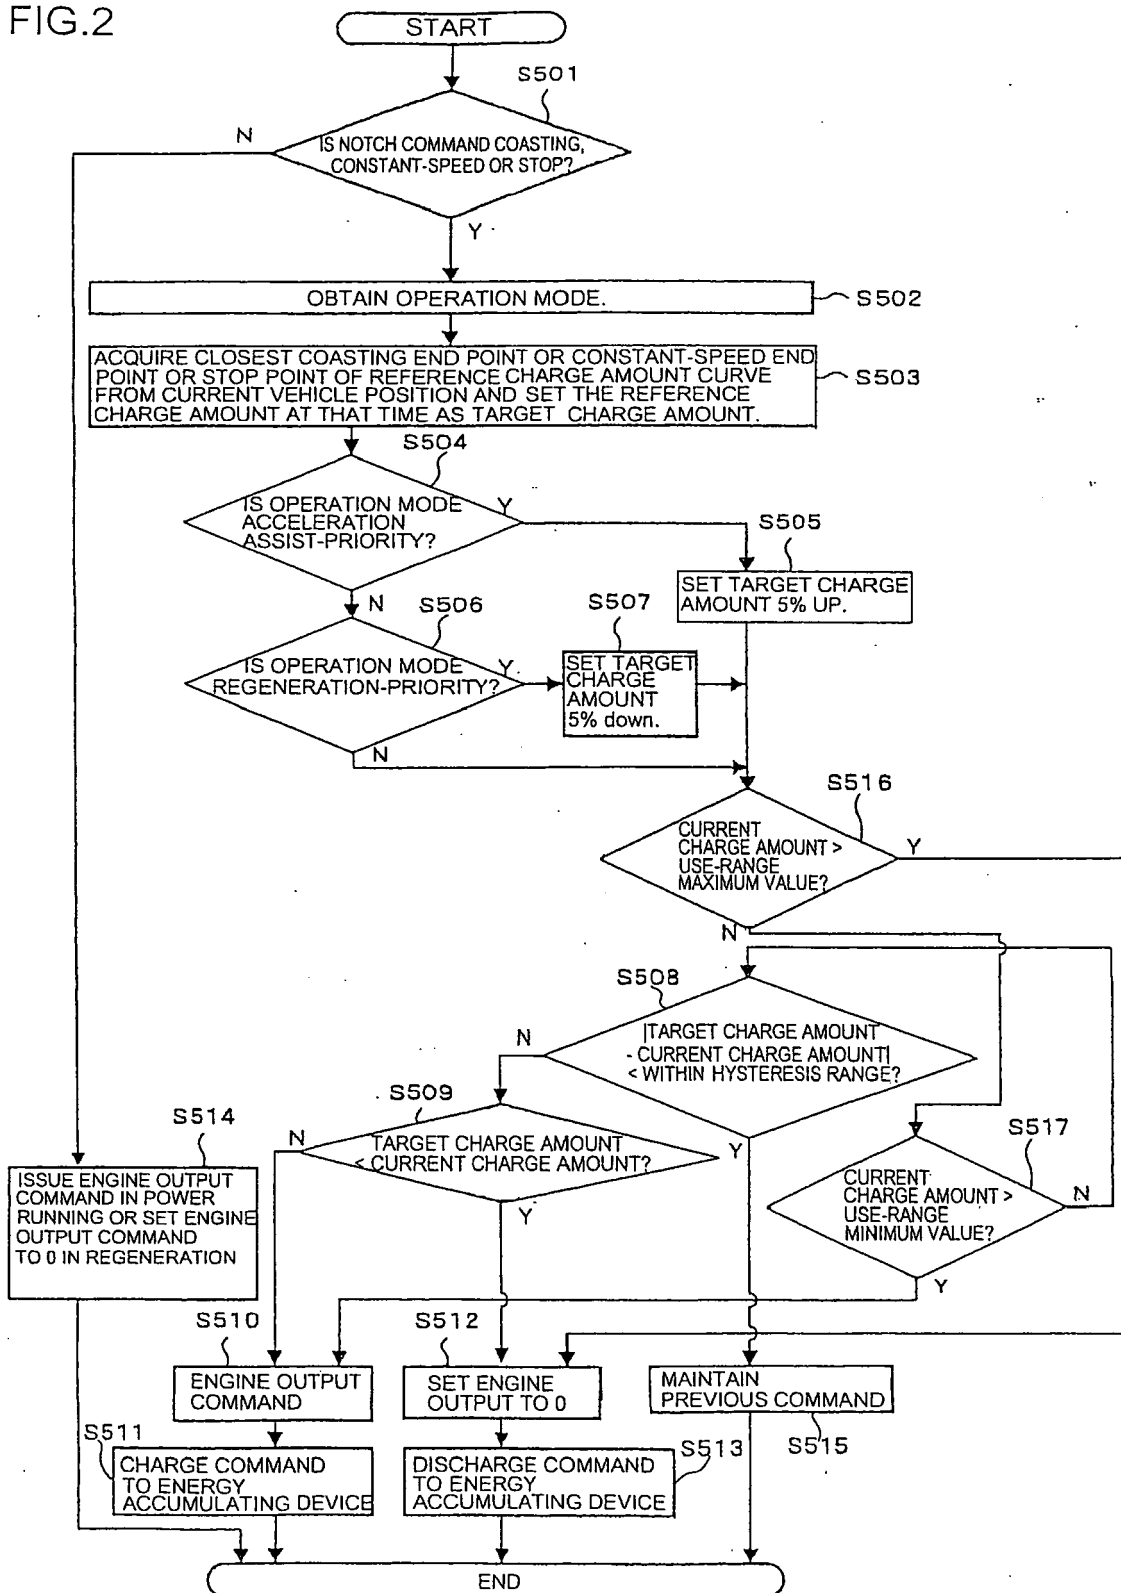 FIG.2
START
S501
N
IS NOTCH COMMAND COASTING,
CONSTANT-SPEED OR STOP?
Y
OBTAIN OPERATION MODE.
S502
ACQUIRE CLOSEST COASTING END POINT OR CONSTANT-SPEED END
POINT OR STOP POINT OF REFERENCE CHARGE AMOUNT CURVE
FROM CURRENT VEHICLE POSITION AND SET THE REFERENCE
CHARGE AMOUNT AT THAT TIME AS TARGET CHARGE AMOUNT.
S503
S504
IS OPERATION MODE
ACCELERATION
ASSIST-PRIORITY?
Y
N
S505
SET TARGET CHARGE
AMOUNT 5% UP.
S506
IS OPERATION MODE
REGENERATION-PRIORITY?
Y
N
S507
SET TARGET
CHARGE
AMOUNT
5% down.
S516
CURRENT
CHARGE AMOUNT >
USE-RANGE
MAXIMUM VALUE?
Y
N
S508
|TARGET CHARGE AMOUNT
- CURRENT CHARGE AMOUNT|
< WITHIN HYSTERESIS RANGE?
N
Y
S509
TARGET CHARGE AMOUNT
< CURRENT CHARGE AMOUNT?
N
Y
S517
CURRENT
CHARGE AMOUNT >
USE-RANGE
MINIMUM VALUE?
N
Y
S514
ISSUE ENGINE OUTPUT
COMMAND IN POWER
RUNNING OR SET ENGINE
OUTPUT COMMAND
TO 0 IN REGENERATION
S510
ENGINE OUTPUT
COMMAND
S512
SET ENGINE
OUTPUT TO 0
MAINTAIN
PREVIOUS COMMAND
S515
S511
CHARGE COMMAND
TO ENERGY
ACCUMULATING DEVICE
DISCHARGE COMMAND
TO ENERGY
ACCUMULATING DEVICE
S513
END